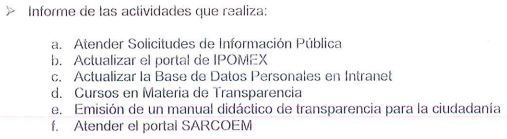 ➢ Informe de las actividades que realiza:
a. Atender Solicitudes de Información Pública
b. Actualizar el portal de IPOMEX
c. Actualizar la Base de Datos Personales en Intranet
d. Cursos en Materia de Transparencia
e. Emisión de un manual didáctico de transparencia para la ciudadanía
f. Atender el portal SARCOEM